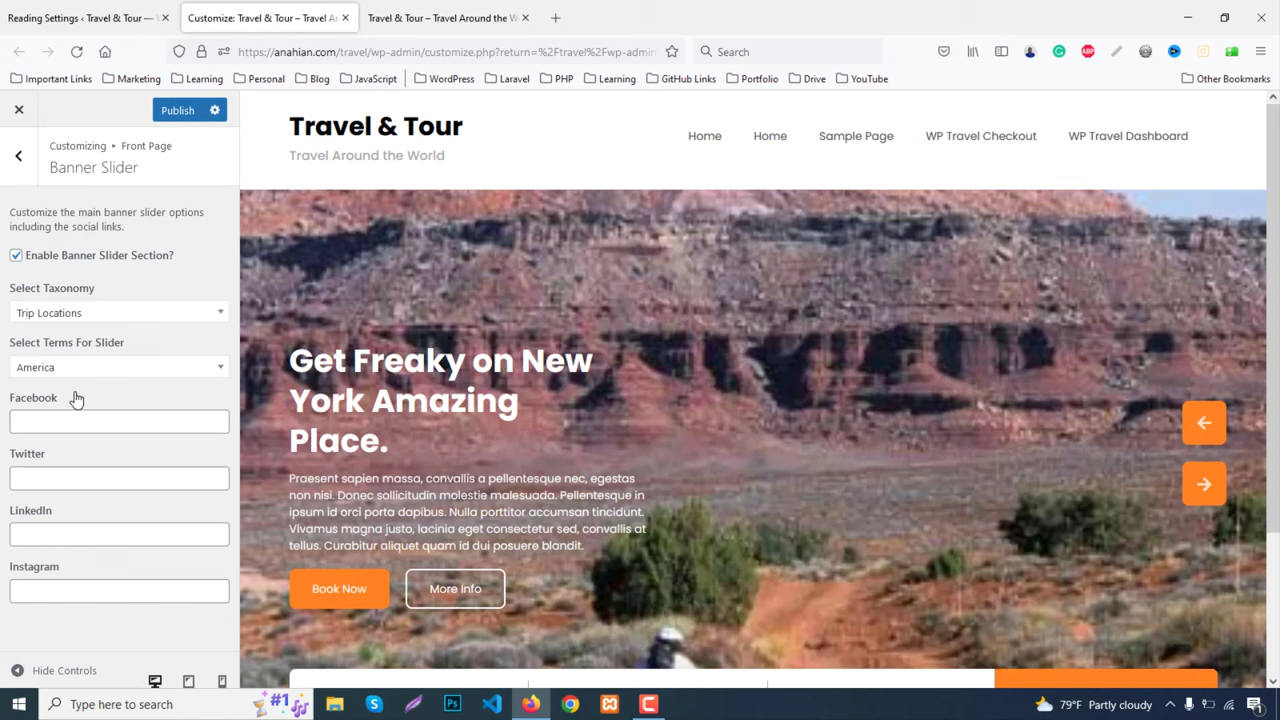 Reading Settings ‹ Travel & Tour —
Customize: Travel & Tour – Travel Ar
Travel & Tour – Travel Around the W
https://anahian.com/travel/wp-admin/customize.php?return=%2Ftravel%2Fwp-admin
Search
ABP
Important Links
Marketing
Learning
Personal
Blog
JavaScript
WordPress
Laravel
PHP
Learning
GitHub Links
Portfolio
Drive
YouTube
Other Bookmarks
Publish
Customizing ▸ Front Page
Banner Slider
Customize the main banner slider options
including the social links.
Enable Banner Slider Section?
Select Taxonomy
Trip Locations
Select Terms For Slider
America
Facebook
Twitter
LinkedIn
Instagram
Hide Controls
Travel & Tour
Travel Around the World
Home
Home
Sample Page
WP Travel Checkout
WP Travel Dashboard
Get Freaky on New
York Amazing
Place.
Praesent sapien massa, convallis a pellentesque nec, egestas
non nisi. Donec sollicitudin molestie malesuada. Pellentesque in
ipsum id orci porta dapibus. Nulla porttitor accumsan tincidunt.
Vivamus magna justo, lacinia eget consectetur sed, convallis at
tellus. Curabitur aliquet quam id dui posuere blandit.
Book Now
More Info
Type here to search
#1
Ps
79°F Partly cloudy
1